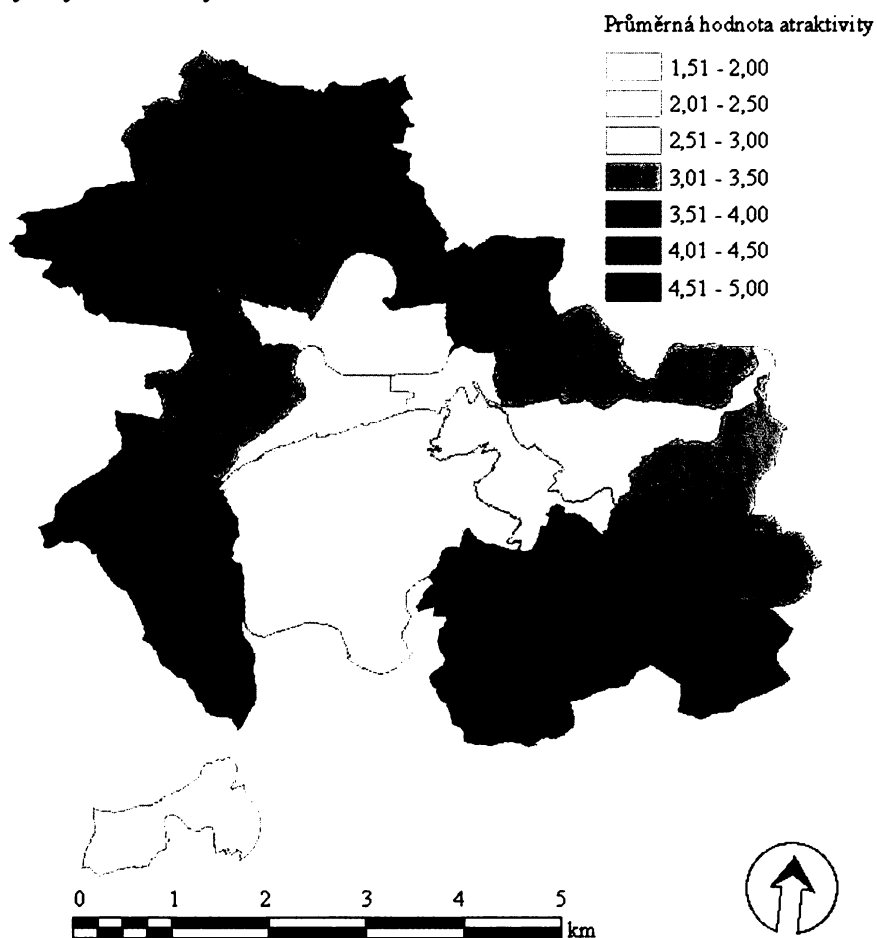 Průměrná hodnota atraktivity
1,51 - 2,00
2,01 - 2,50
2,51 - 3,00
3,01 - 3,50
3,51 - 4,00
4,01 - 4,50
4,51 - 5,00
0 1 2 3 4 5
km